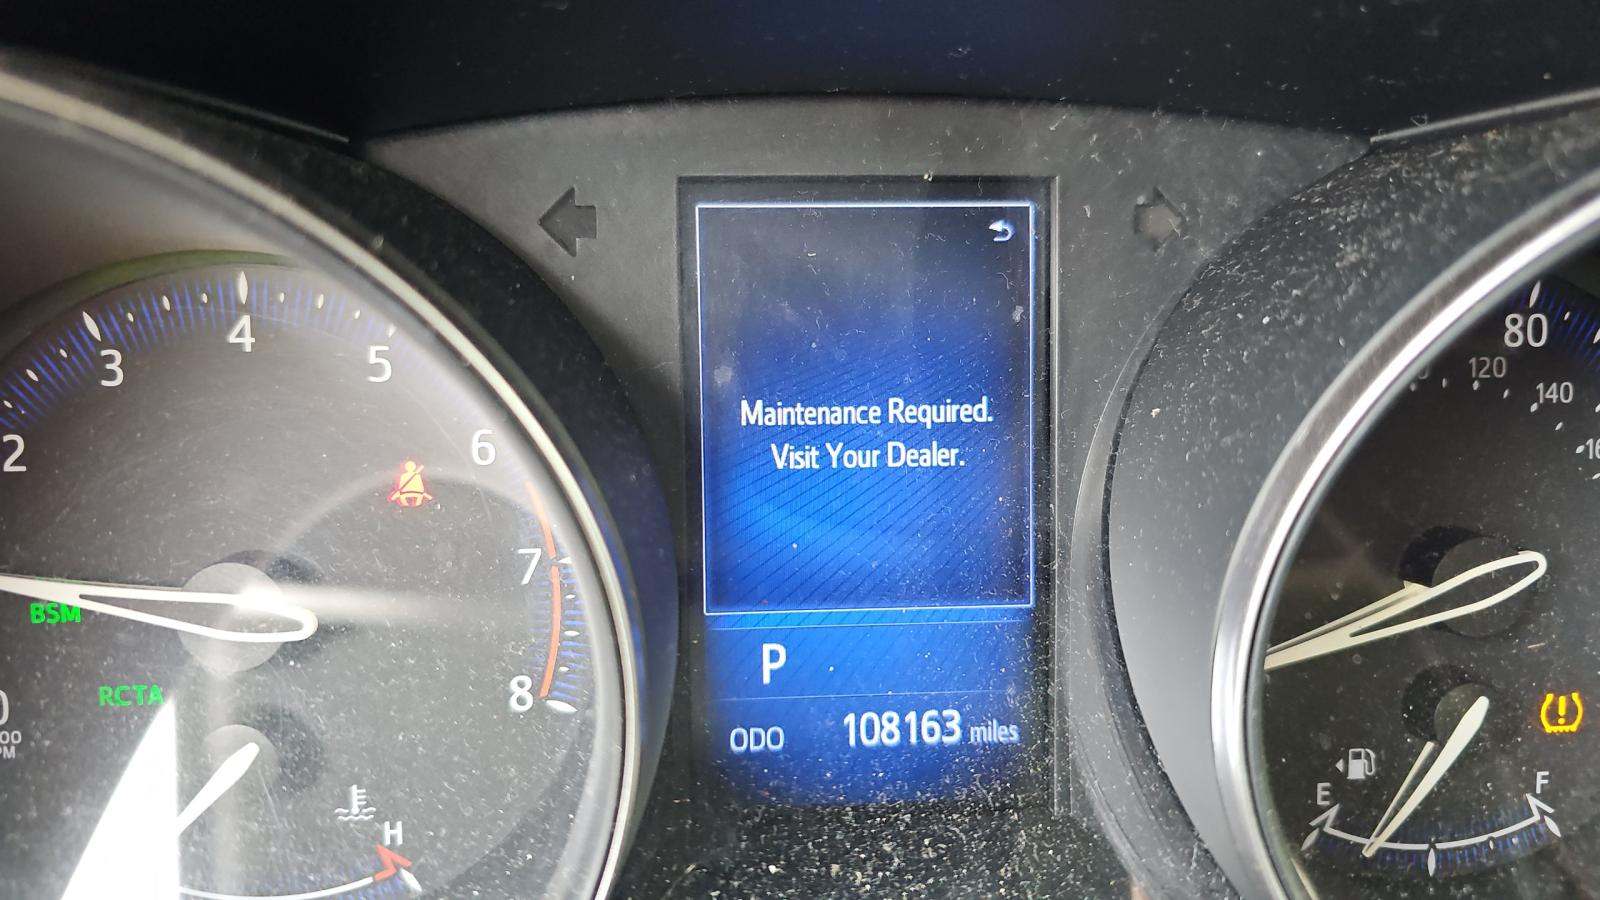 2
3
4
5
6
7
8
BSM
RCTA
H
Maintenance Required.
Visit Your Dealer.
P
ODO 108163 miles
80
120
140
E
F